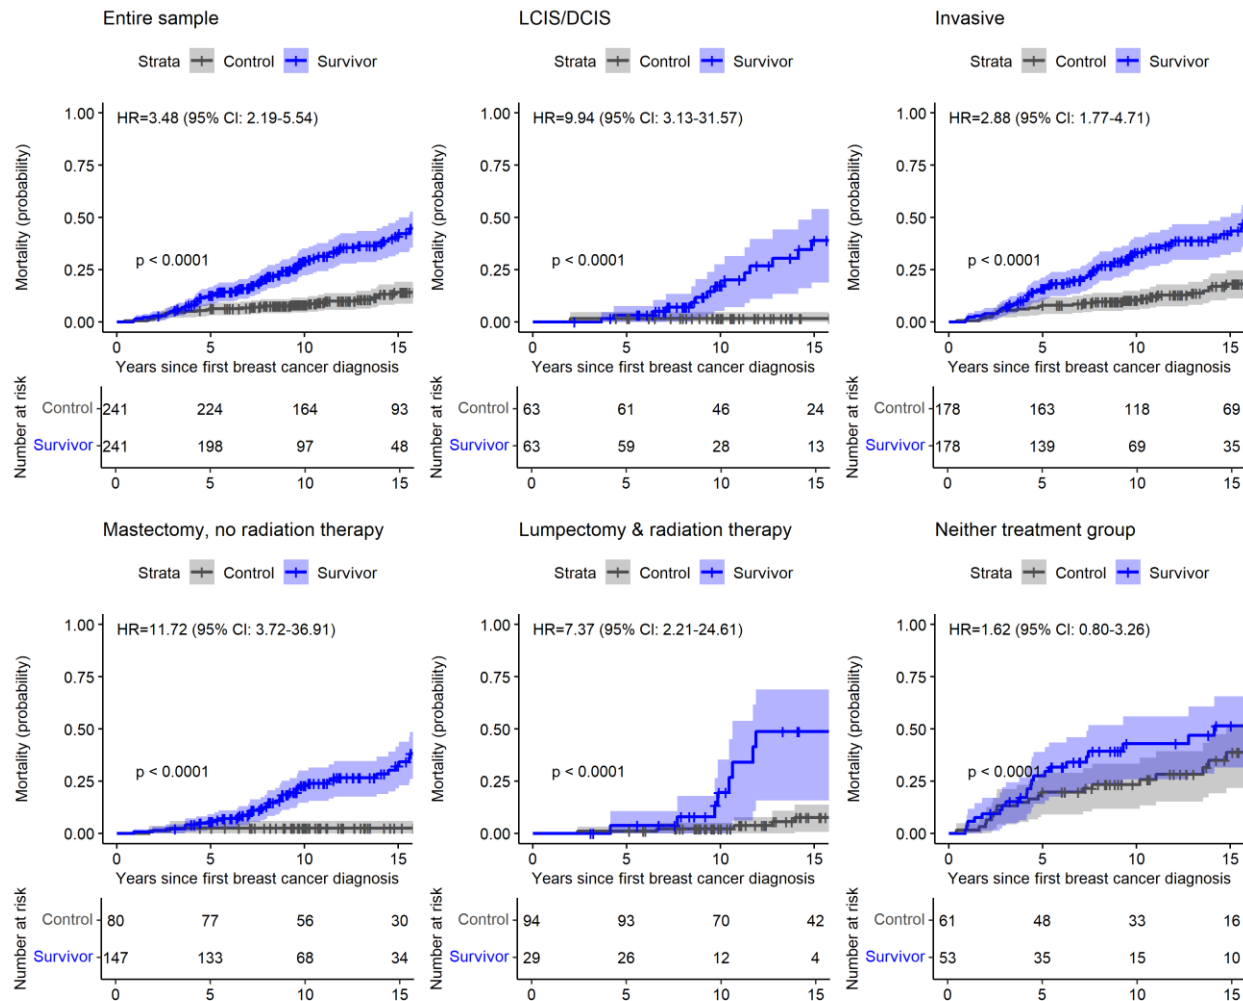 Entire sample
Strata Control Survivor
HR=3.48 (95% CI: 2.19-5.54)
p < 0.0001
Mortality (probability)
1.00
0.75
0.50
0.25
0.00
0 5 10 15
Years since first breast cancer diagnosis
Number at risk
Control 241 224 164 93
Survivor 241 198 97 48
0 5 10 15
LCIS/DCIS
Strata Control Survivor
HR=9.94 (95% CI: 3.13-31.57)
p < 0.0001
Mortality (probability)
1.00
0.75
0.50
0.25
0.00
0 5 10 15
Years since first breast cancer diagnosis
Number at risk
Control 63 61 46 24
Survivor 63 59 28 13
0 5 10 15
Invasive
Strata Control Survivor
HR=2.88 (95% CI: 1.77-4.71)
p < 0.0001
Mortality (probability)
1.00
0.75
0.50
0.25
0.00
0 5 10 15
Years since first breast cancer diagnosis
Number at risk
Control 178 163 118 69
Survivor 178 139 69 35
0 5 10 15
Mastectomy, no radiation therapy
Strata Control Survivor
HR=11.72 (95% CI: 3.72-36.91)
p < 0.0001
Mortality (probability)
1.00
0.75
0.50
0.25
0.00
0 5 10 15
Years since first breast cancer diagnosis
Number at risk
Control 80 77 56 30
Survivor 147 133 68 34
0 5 10 15
Lumpectomy & radiation therapy
Strata Control Survivor
HR=7.37 (95% CI: 2.21-24.61)
p < 0.0001
Mortality (probability)
1.00
0.75
0.50
0.25
0.00
0 5 10 15
Years since first breast cancer diagnosis
Number at risk
Control 94 93 70 42
Survivor 29 26 12 4
0 5 10 15
Neither treatment group
Strata Control Survivor
HR=1.62 (95% CI: 0.80-3.26)
p < 0.0001
Mortality (probability)
1.00
0.75
0.50
0.25
0.00
0 5 10 15
Years since first breast cancer diagnosis
Number at risk
Control 61 48 33 16
Survivor 53 35 15 10
0 5 10 15